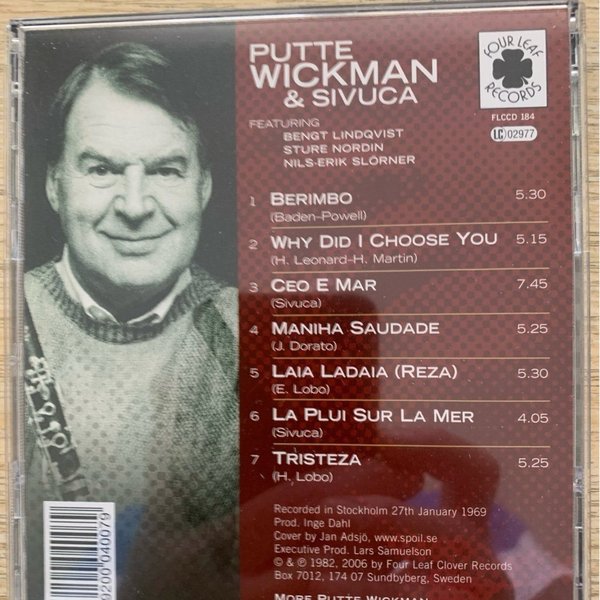 PUTTE
WICKMAN
& SIVUCA
FOUR LEAF
RECORDS
FLCCD 184
LC 02977
FEATURING
BENGT LINDQVIST
STURE NORDIN
NILS-ERIK SLÖRNER
1 BERIMBO 5.30
(Baden-Powell)
2 WHY DID I CHOOSE YOU 5.15
(H. Leonard-H. Martin)
3 CEO E MAR 7.45
(Sivuca)
4 MANIHA SAUDADE 5.25
(J. Dorato)
5 LAIA LADAIA (REZA) 5.30
(E. Lobo)
6 LA PLUI SUR LA MER 4.05
(Sivuca)
7 TRISTEZA 5.25
(H. Lobo)
Recorded in Stockholm 27th January 1969
Prod. Inge Dahl
Cover by Jan Adsjö, www.spoil.se
Executive Prod. Lars Samuelson
© & ℗ 1982, 2006 by Four Leaf Clover Records
Box 7012, 174 07 Sundbyberg, Sweden
MORE PUTTE WICKMAN
9200 040079